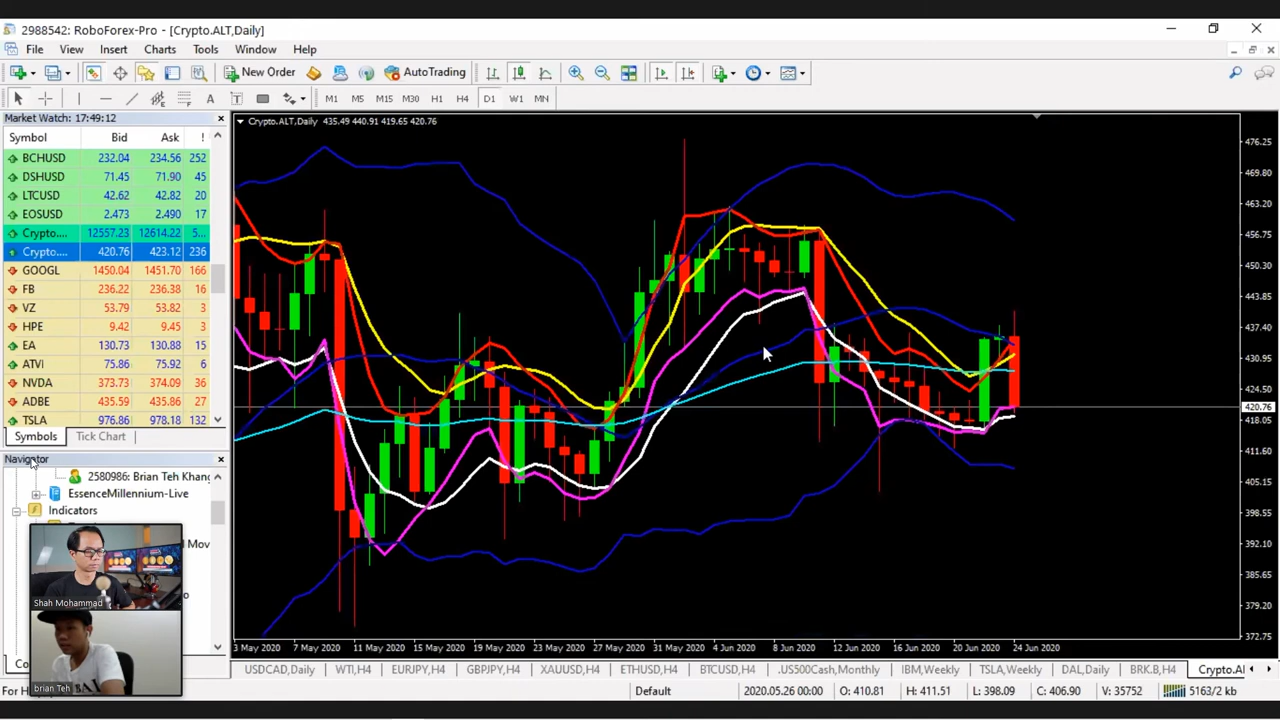 2988542: RoboForex-Pro - [Crypto.ALT,Daily]
File View Insert Charts Tools Window Help
New Order AutoTrading
A T M1 M5 M15 M30 H1 H4 D1 W1 MN
Market Watch: 17:49:12
Symbol Bid Ask !
BCHUSD 232.04 234.56 252
DSHUSD 71.45 71.90 45
LTCUSD 42.62 42.82 20
EOSUSD 2.473 2.490 17
Crypto.... 12557.23 12614.22 5...
Crypto.... 420.76 423.12 236
GOOGL 1450.04 1451.70 166
FB 236.22 236.38 16
VZ 53.79 53.82 3
HPE 9.42 9.45 3
EA 130.73 130.88 15
ATVI 75.86 75.92 6
NVDA 373.73 374.09 36
ADBE 435.59 435.86 27
TSLA 976.86 978.18 132
Symbols Tick Chart
Navigator
2580986: Brian Teh Khang
EssenceMillennium-Live
Indicators
Mov
Shah Mohammad
brian Teh
Crypto.ALT,Daily 435.49 440.91 419.65 420.76
476.25
469.80
463.20
456.75
450.30
443.85
437.40
430.95
424.50
420.76
418.05
411.60
405.15
398.55
392.10
385.65
379.20
372.75
3 May 2020 7 May 2020 11 May 2020 15 May 2020 19 May 2020 23 May 2020 27 May 2020 31 May 2020 4 Jun 2020 8 Jun 2020 12 Jun 2020 16 Jun 2020 20 Jun 2020 24 Jun 2020
USDCAD,Daily WTI,H4 EURJPY,H4 GBPJPY,H4 XAUUSD,H4 ETHUSD,H4 BTCUSD,H4 .US500Cash,Monthly IBM,Weekly TSLA,Weekly DAL,Daily BRK.B,H4 Crypto.Al
Default 2020.05.26 00:00 O: 410.81 H: 411.51 L: 398.09 C: 406.90 V: 35752 5163/2 kb